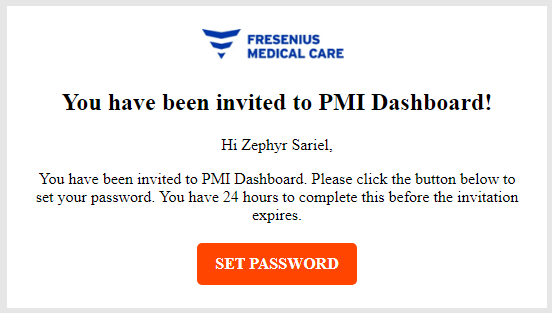 FRESENIUS
MEDICAL CARE
You have been invited to PMI Dashboard!
Hi Zephyr Sariel,
You have been invited to PMI Dashboard. Please click the button below to
set your password. You have 24 hours to complete this before the invitation
expires.
SET PASSWORD